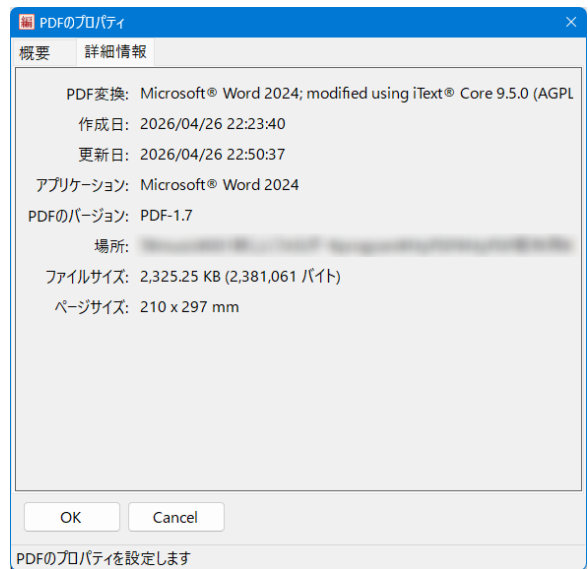 編 PDFのプロパティ
概要 詳細情報
PDF変換: Microsoft® Word 2024; modified using iText® Core 9.5.0 (AGPL
作成日: 2026/04/26 22:23:40
更新日: 2026/04/26 22:50:37
アプリケーション: Microsoft® Word 2024
PDFのバージョン: PDF-1.7
場所:
ファイルサイズ: 2,325.25 KB (2,381,061 バイト)
ページサイズ: 210 x 297 mm
OK Cancel
PDFのプロパティを設定します